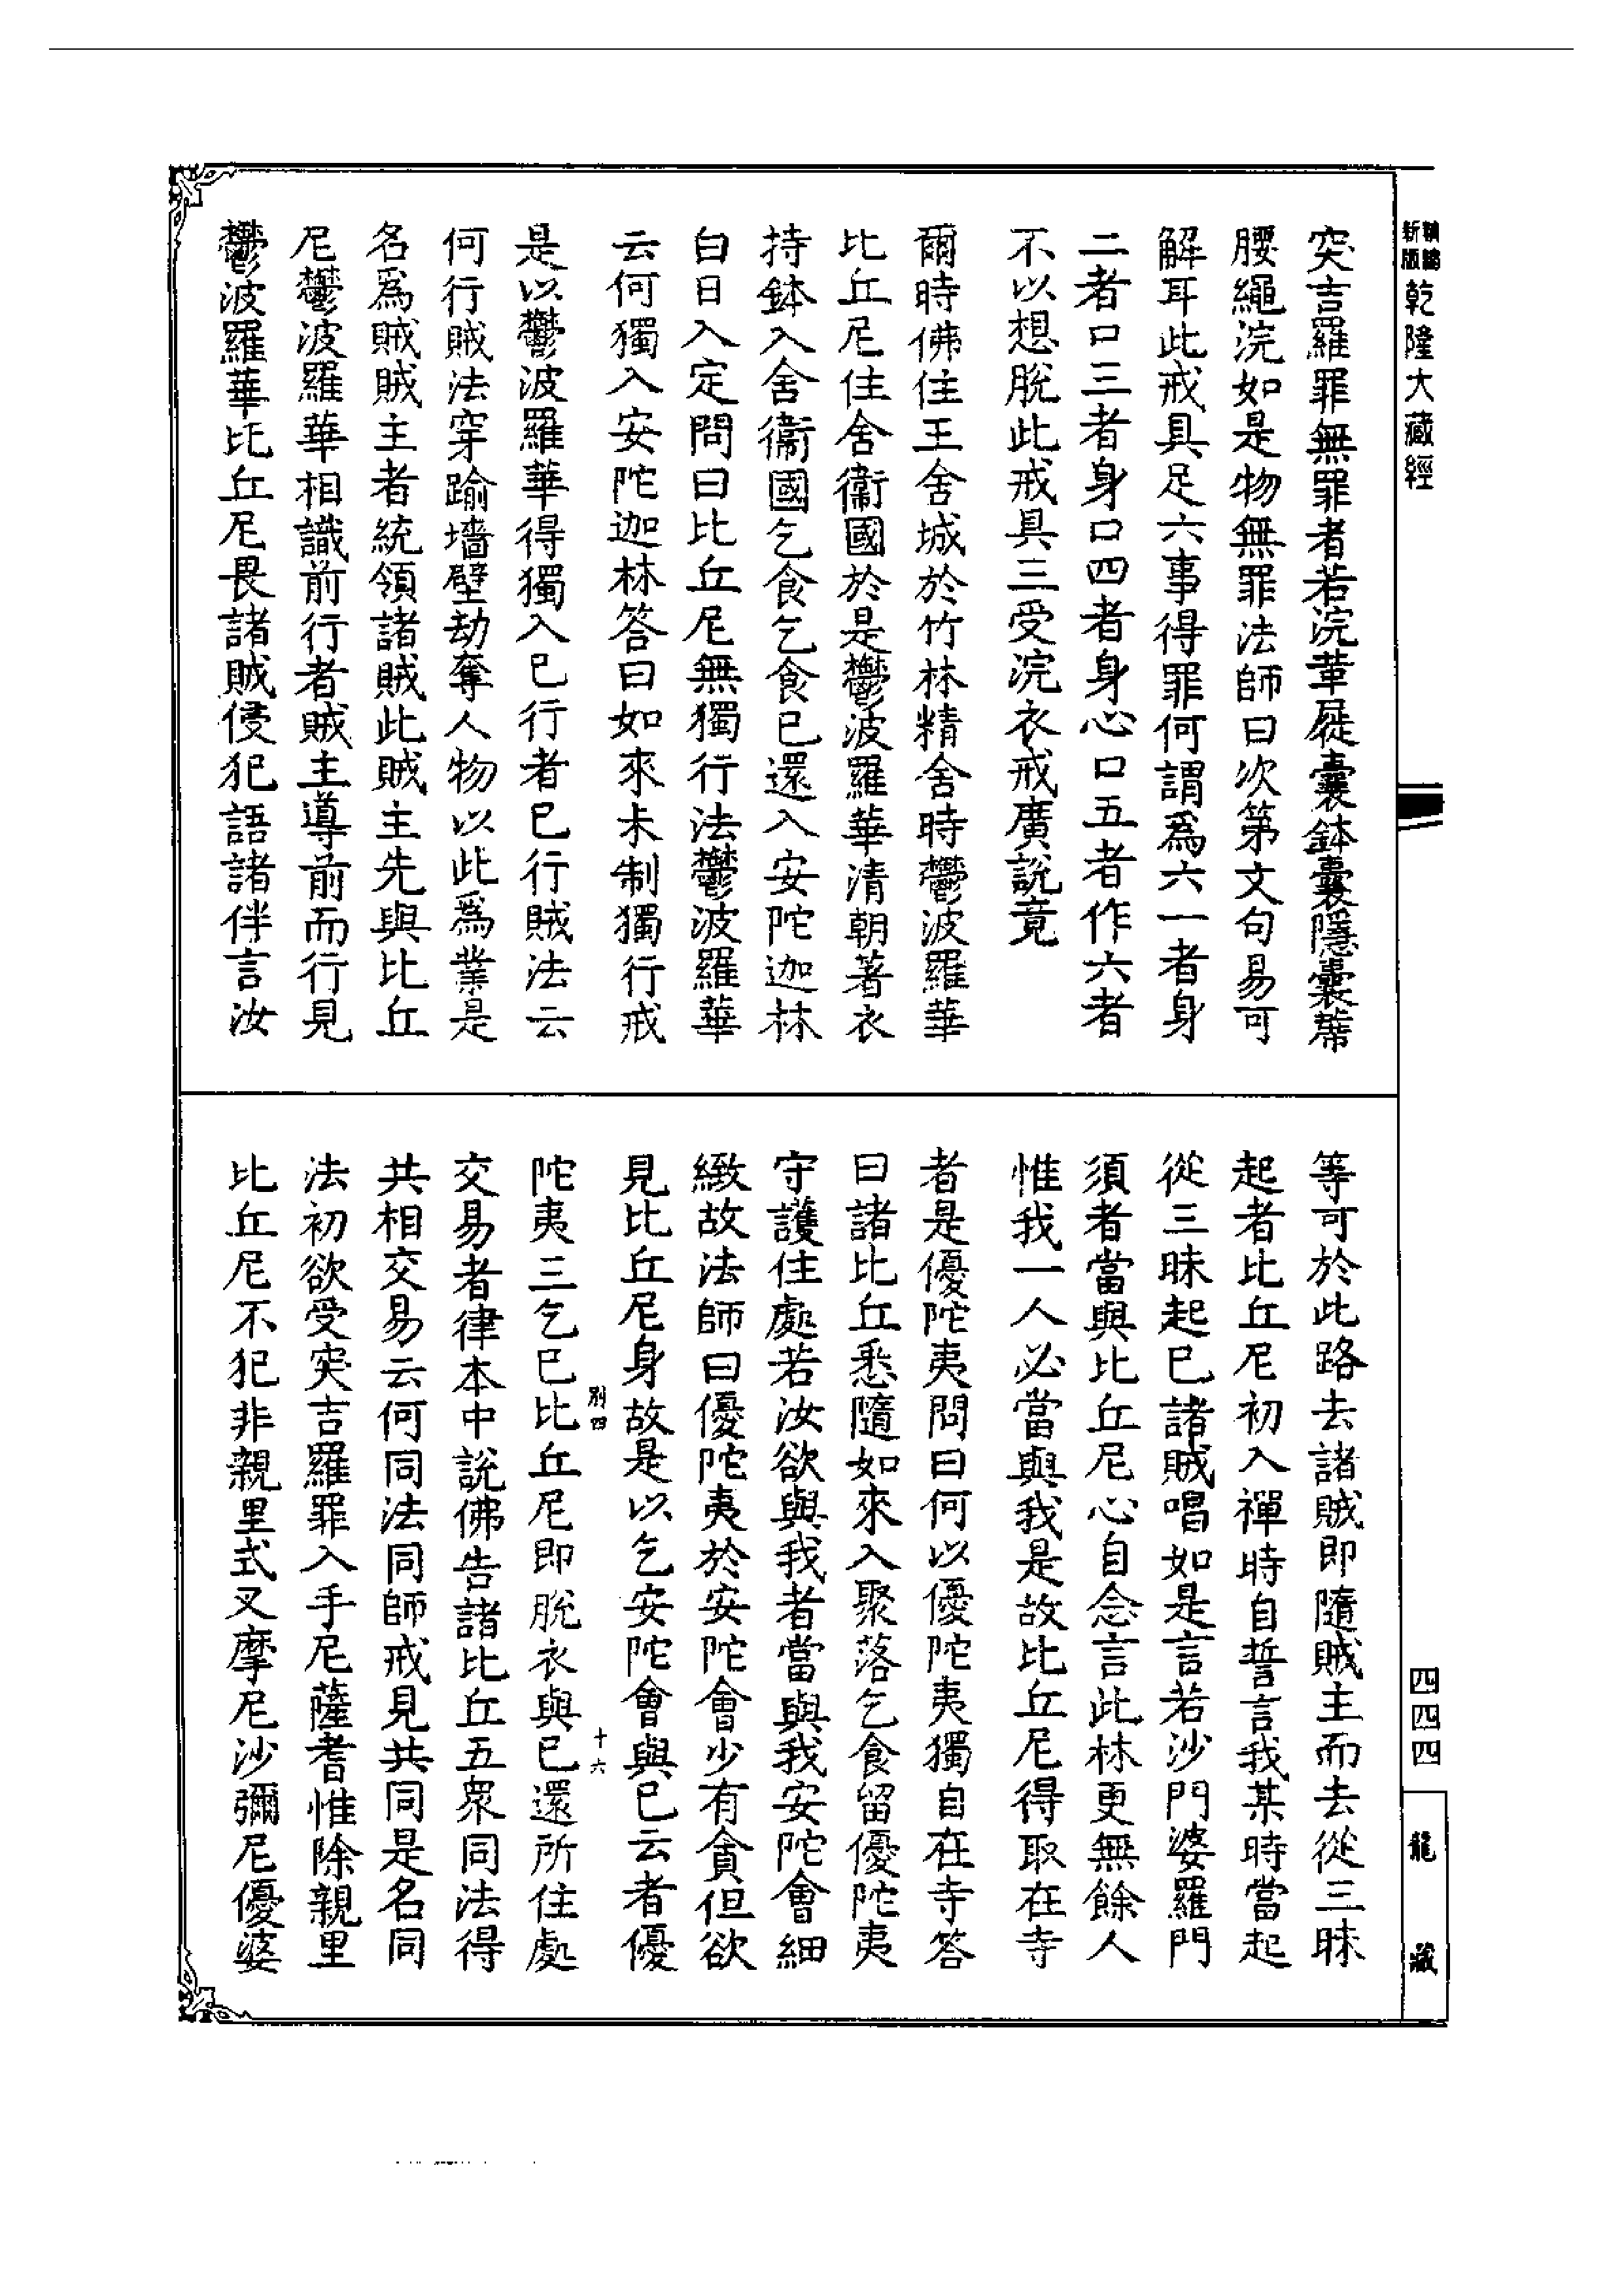 新版
乾隆大藏經
突吉羅罪無罪者若浣革屣囊鉢囊隱囊蓆
腰繩浣如是物無罪法師曰次第文句易可
解耳此戒具足六事得罪何謂爲六一者身
二者口三者身口四者身心口五者作六者
不以想脫此戒具三受浣衣戒廣說竟
爾時佛住王舍城於竹林精舍時鬱波羅華
比丘尼住舍衞國於是鬱波羅華清朝著衣
持鉢入舍衞國乞食乞食已還入安陀迦林
白日入定問曰比丘尼無獨行法鬱波羅華
云何獨入安陀迦林答曰如來未制獨行戒
是以鬱波羅華得獨入已行者已行賊法云
何行賊法穿踰墻壁劫奪人物以此爲業是
名爲賊賊主者統領諸賊此賊主先與比丘
尼鬱波羅華相識前行者賊主導前而行見
鬱波羅華比丘尼畏諸賊侵犯語諸伴言汝
等可於此路去諸賊即隨賊主而去從三昧
起者比丘尼初入禪時自誓言我某時當起
從三昧起已諸賊唱如是言若沙門婆羅門
須者當與比丘尼心自念言此林更無餘人
惟我一人必當與我是故比丘尼得取在寺
者是優陀夷問曰何以優陀夷獨自在寺答
曰諸比丘悉隨如來入聚落乞食留優陀夷
守護住處若汝欲與我者當與我安陀會細
緻故法師曰優陀夷於安陀會少有貪但欲
見比丘尼身故是以乞安陀會與已云者優
別四
十六
陀夷三乞已比丘尼即脫衣與已還所住處
交易者律本中說佛告諸比丘五衆同法得
共相交易云何同法同師戒見共同是名同
法初欲受突吉羅罪入手尼薩耆惟除親里
比丘尼不犯非親里式叉摩尼沙彌尼優婆
四四四
龍藏